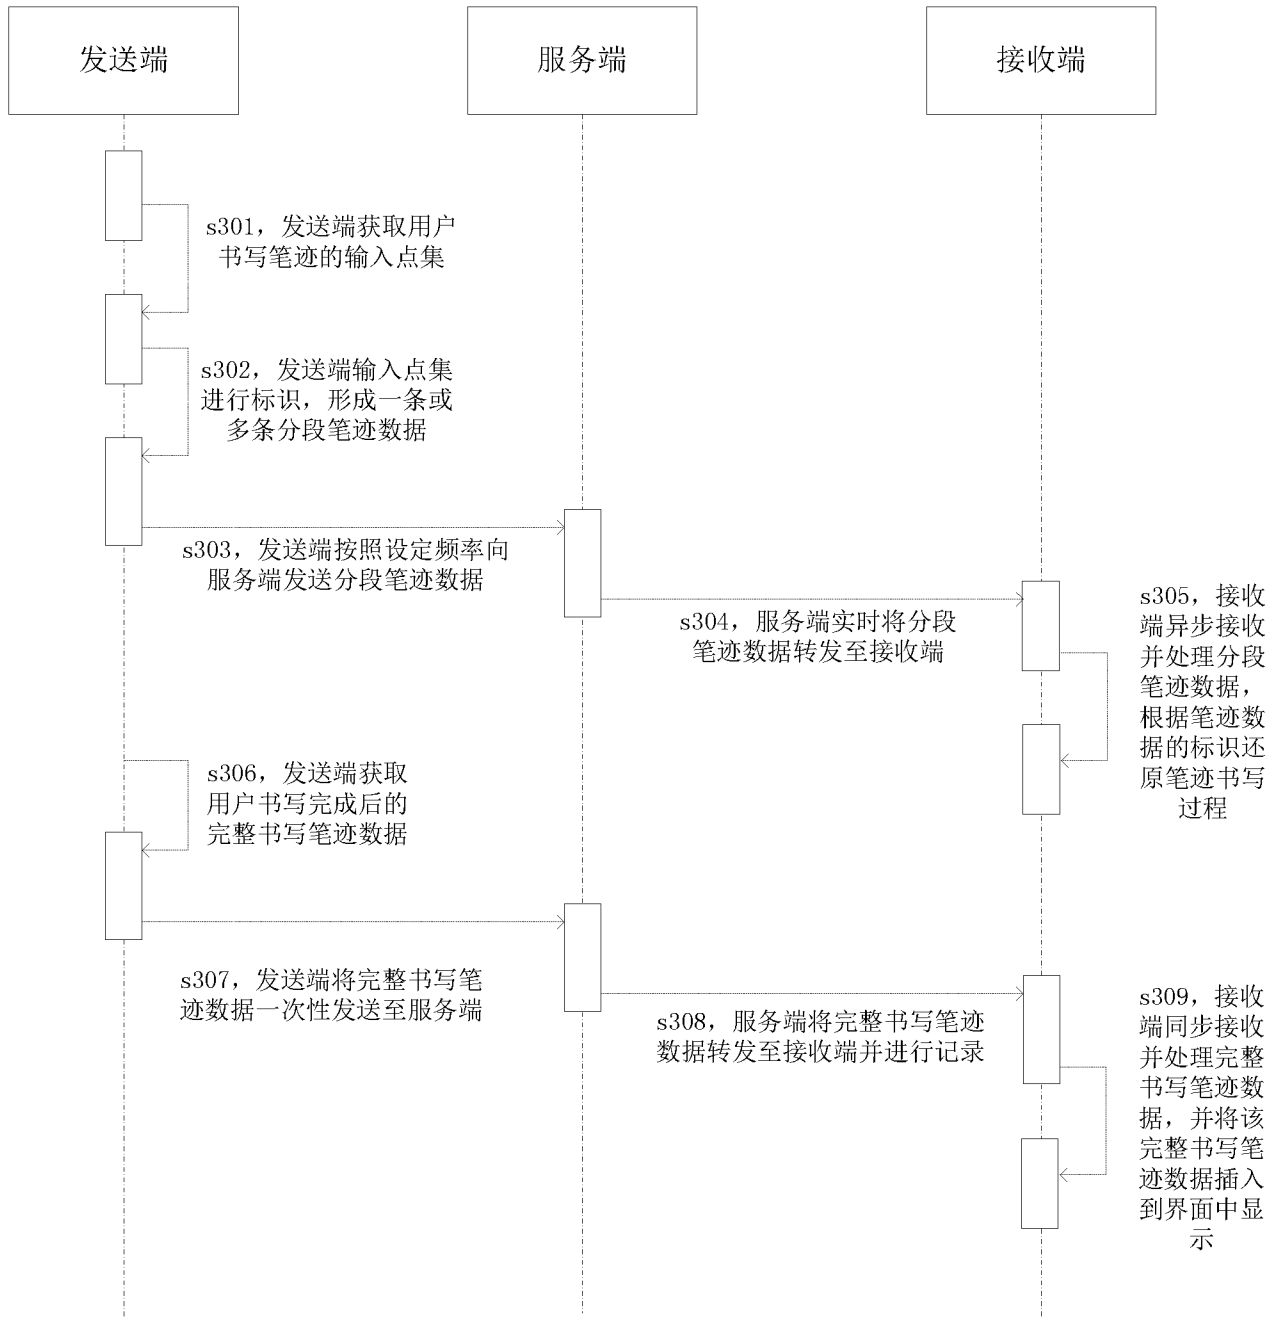 发送端
服务端
接收端
s301，发送端获取用户
书写笔迹的输入点集
s302，发送端输入点集
进行标识，形成一条或
多条分段笔迹数据
s303，发送端按照设定频率向
服务端发送分段笔迹数据
s304，服务端实时将分段
笔迹数据转发至接收端
s305，接收
端异步接收
并处理分段
笔迹数据，
根据笔迹数
据的标识还
原笔迹书写
过程
s306，发送端获取
用户书写完成后的
完整书写笔迹数据
s307，发送端将完整书写笔
迹数据一次性发送至服务端
s308，服务端将完整书写笔迹
数据转发至接收端并进行记录
s309，接收
端同步接收
并处理完整
书写笔迹数
据，并将该
完整书写笔
迹数据插入
到界面中显
示